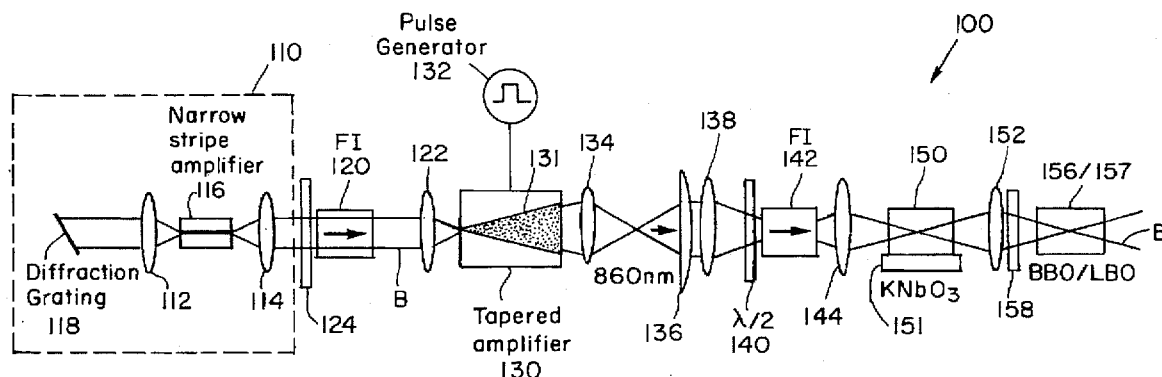 100
Pulse
Generator
132
110
Narrow
stripe
amplifier
116
FI
120
122
131
134
138
FI
142
150
152
156/157
Diffraction
Grating
118
112
114
124
B
Tapered
amplifier
130
860nm
136
λ/2
140
144
KNbO3
151
158
BBO/LBO
B